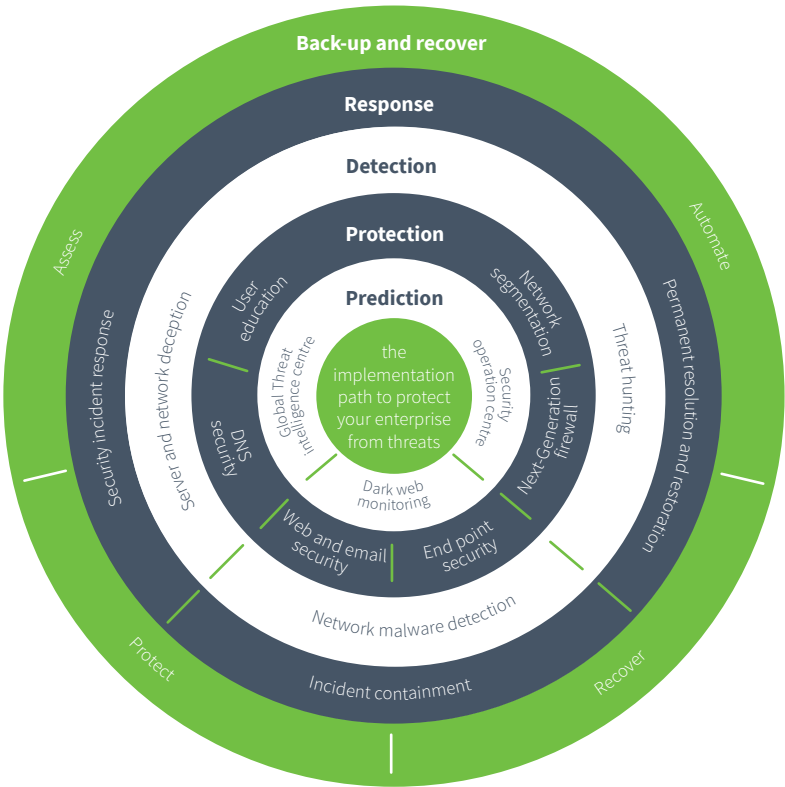 Back-up and recover
Assess
Automate
Protect
Recover
Response
Security incident response
Permanent resolution and restoration
Incident containment
Detection
Server and network deception
Threat hunting
Network malware detection
Protection
User
education
Network
segmentation
DNS
security
Next-Generation
firewall
Web and email
security
End point
security
Prediction
Global Threat
intelligence centre
Security
operation centre
Dark web
monitoring
the
implementation
path to protect
your enterprise
from threats